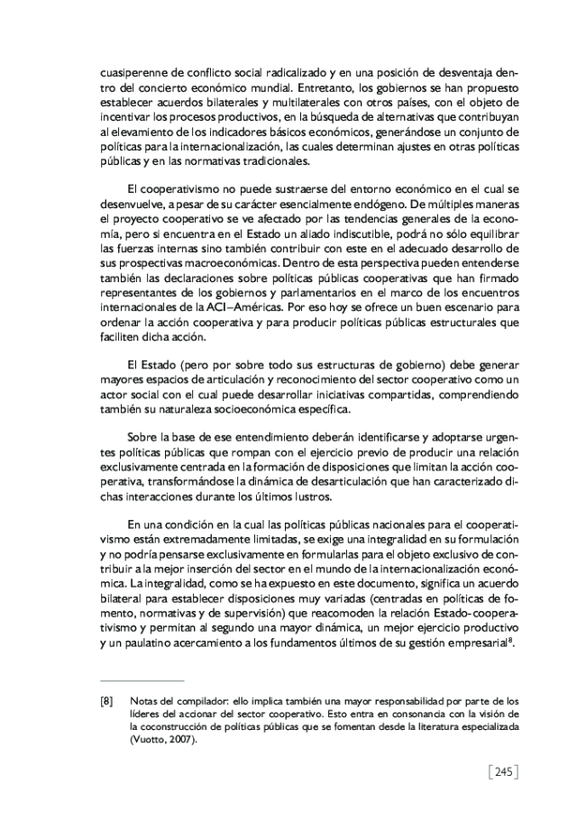 cuasiperenne de conflicto social radicalizado y en una posición de desventaja den-
tro del concierto económico mundial. Entretanto, los gobiernos se han propuesto
establecer acuerdos bilaterales y multilaterales con otros países, con el objeto de
incentivar los procesos productivos, en la búsqueda de alternativas que contribuyan
al elevamiento de los indicadores básicos económicos, generándose un conjunto de
políticas para la internacionalización, las cuales determinan ajustes en otras políticas
públicas y en las normativas tradicionales.
El cooperativismo no puede sustraerse del entorno económico en el cual se
desenvuelve, a pesar de su carácter esencialmente endógeno. De múltiples maneras
el proyecto cooperativo se ve afectado por las tendencias generales de la econo-
mía, pero si encuentra en el Estado un aliado indiscutible, podrá no sólo equilibrar
las fuerzas internas sino también contribuir con este en el adecuado desarrollo de
sus prospectivas macroeconómicas. Dentro de esta perspectiva pueden entenderse
también las declaraciones sobre políticas públicas cooperativas que han firmado
representantes de los gobiernos y parlamentarios en el marco de los encuentros
internacionales de la ACI–Américas. Por eso hoy se ofrece un buen escenario para
ordenar la acción cooperativa y para producir políticas públicas estructurales que
faciliten dicha acción.
El Estado (pero por sobre todo sus estructuras de gobierno) debe generar
mayores espacios de articulación y reconocimiento del sector cooperativo como un
actor social con el cual puede desarrollar iniciativas compartidas, comprendiendo
también su naturaleza socioeconómica específica.
Sobre la base de ese entendimiento deberán identificarse y adoptarse urgen-
tes políticas públicas que rompan con el ejercicio previo de producir una relación
exclusivamente centrada en la formación de disposiciones que limitan la acción coo-
perativa, transformándose la dinámica de desarticulación que han caracterizado di-
chas interacciones durante los últimos lustros.
En una condición en la cual las políticas públicas nacionales para el cooperati-
vismo están extremadamente limitadas, se exige una integralidad en su formulación
y no podría pensarse exclusivamente en formularlas para el objeto exclusivo de con-
tribuir a la mejor inserción del sector en el mundo de la internacionalización econó-
mica. La integralidad, como se ha expuesto en este documento, significa un acuerdo
bilateral para establecer disposiciones muy variadas (centradas en políticas de fo-
mento, normativas y de supervisión) que reacomoden la relación Estado-coopera-
tivismo y permitan al segundo una mayor dinámica, un mejor ejercicio productivo
y un paulatino acercamiento a los fundamentos últimos de su gestión empresarial⁸.
[8] Notas del compilador: ello implica también una mayor responsabilidad por parte de los
líderes del accionar del sector cooperativo. Esto entra en consonancia con la visión de
la coconstrucción de políticas públicas que se fomentan desde la literatura especializada
(Vuotto, 2007).
[245]